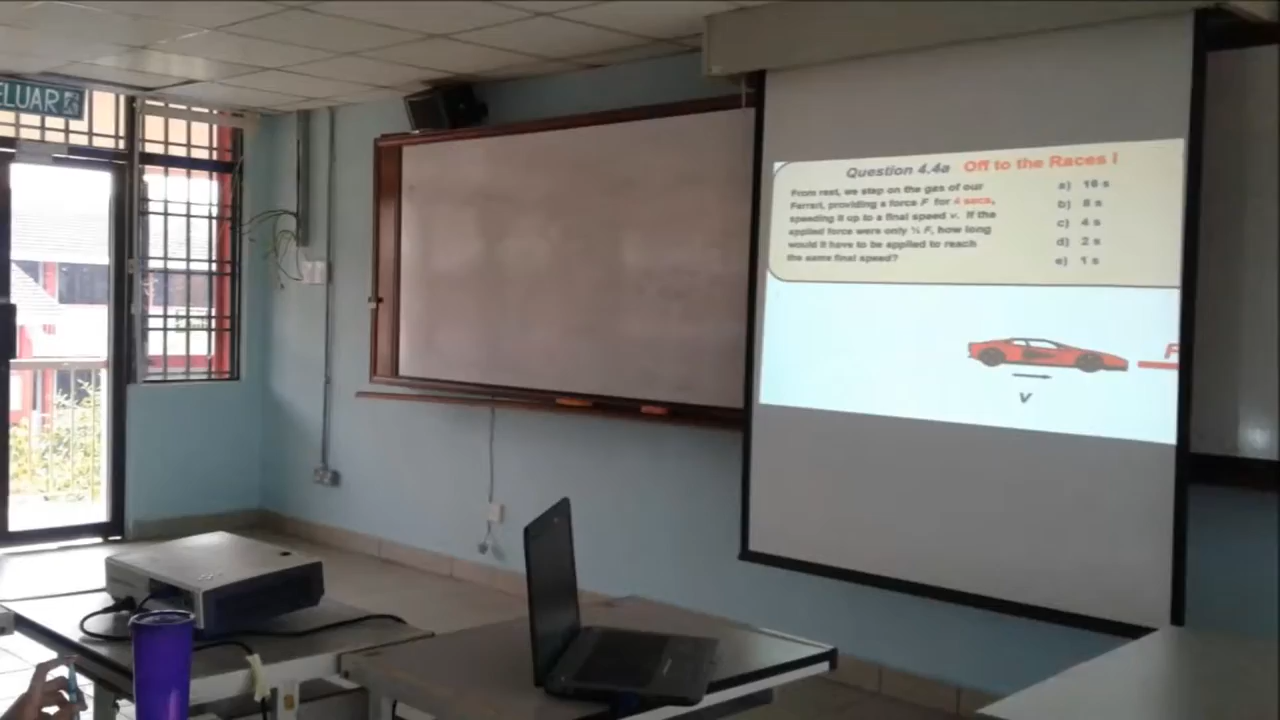 ELUAR
Question 4.4a Off to the Races I
From rest, we step on the gas of our
Ferrari, providing a force F for 4 secs,
speeding it up to a final speed v. If the
applied force were only ½ F, how long
would it have to be applied to reach
the same final speed?
a) 16 s
b) 8 s
c) 4 s
d) 2 s
e) 1 s
F
v